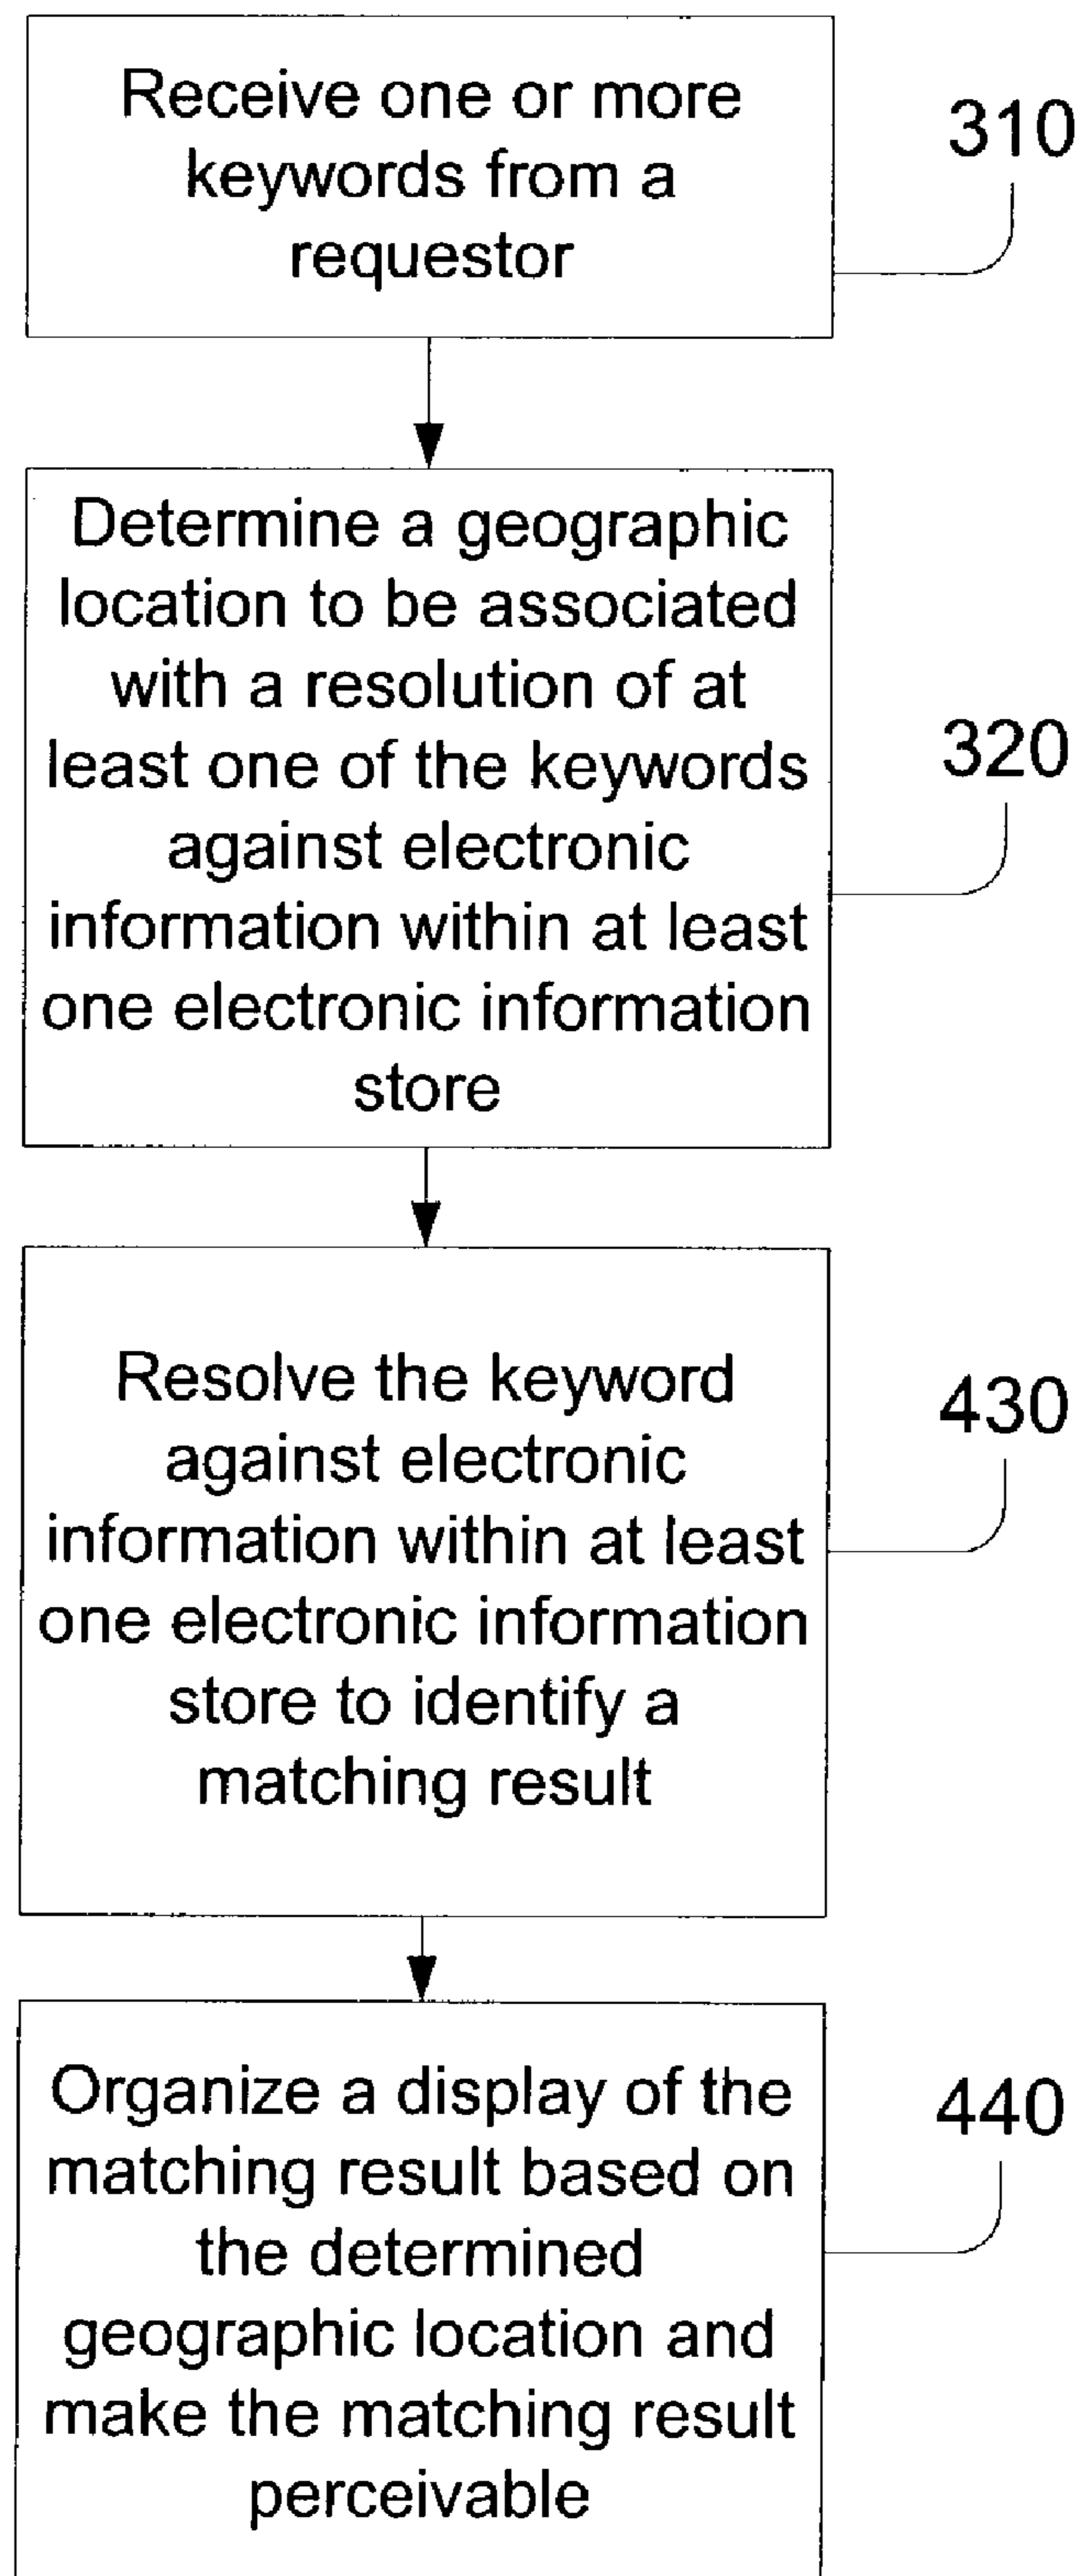 Receive one or more
keywords from a
requestor
310
Determine a geographic
location to be associated
with a resolution of at
least one of the keywords
against electronic
information within at least
one electronic information
store
320
Resolve the keyword
against electronic
information within at least
one electronic information
store to identify a
matching result
430
Organize a display of the
matching result based on
the determined
geographic location and
make the matching result
perceivable
440